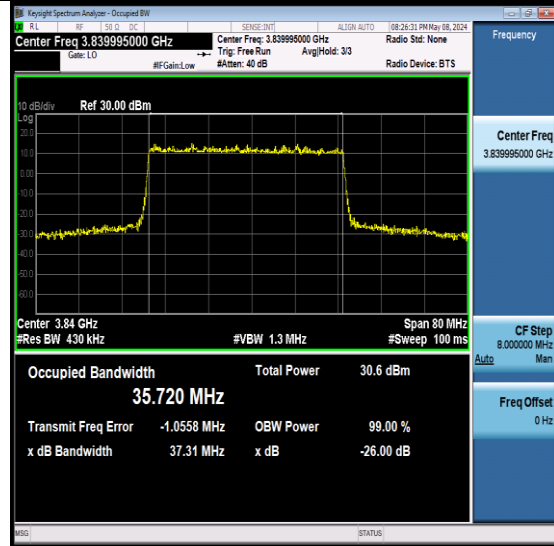 Keysight Spectrum Analyzer - Occupied BW
RL RF 50 Ω DC SENSE:INT ALIGN AUTO 08:26:31 PM May 08, 2024
Center Freq 3.839995000 GHz
Gate: LO
#IFGain:Low
Center Freq: 3.839995000 GHz
Trig: Free Run Avg|Hold: 3/3
#Atten: 40 dB
Radio Std: None
Radio Device: BTS
Frequency
10 dB/div Ref 30.00 dBm
Log
20.0
10.0
0.00
-10.0
-20.0
-30.0
-40.0
-50.0
-60.0
Center Freq
3.839995000 GHz
Center 3.84 GHz Span 80 MHz
#Res BW 430 kHz #VBW 1.3 MHz #Sweep 100 ms
CF Step
8.000000 MHz
Auto Man
Occupied Bandwidth Total Power 30.6 dBm
35.720 MHz
Transmit Freq Error -1.0558 MHz OBW Power 99.00 %
x dB Bandwidth 37.31 MHz x dB -26.00 dB
Freq Offset
0 Hz
MSG STATUS